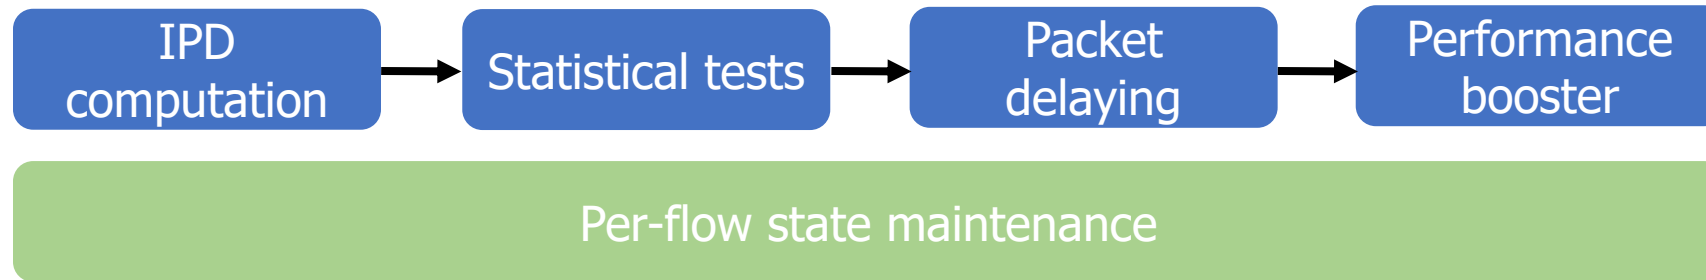 IPD
computation
Statistical tests
Packet
delaying
Performance
booster
Per-flow state maintenance